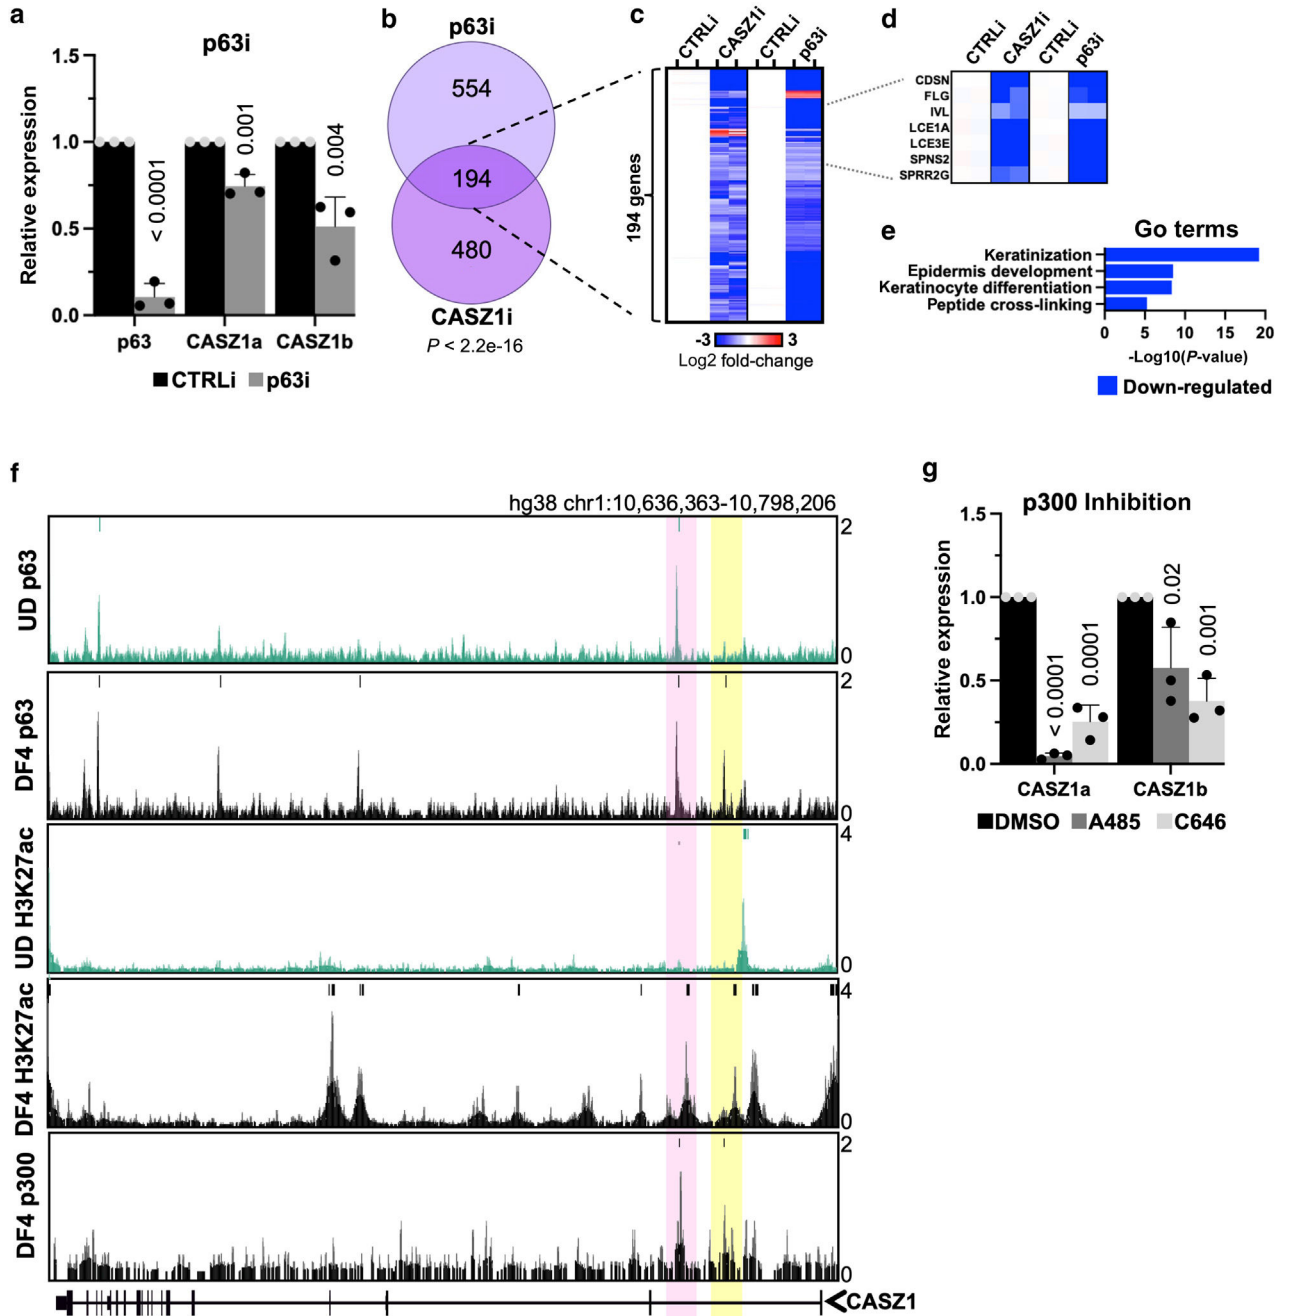 a
p63i
Relative expression
1.5
1.0
0.5
0.0
< 0.0001
0.001
0.004
p63
CASZ1a
CASZ1b
CTRLi
p63i
b
p63i
554
194
480
CASZ1i
P < 2.2e-16
c
CTRLi
CASZ1i
CTRLi
p63i
194 genes
-3
3
Log2 fold-change
d
CTRLi
CASZ1i
CTRLi
p63i
CDSN
FLG
IVL
LCE1A
LCE3E
SPNS2
SPRR2G
e
Go terms
Keratinization
Epidermis development
Keratinocyte differentiation
Peptide cross-linking
0 5 10 15 20
-Log10(P-value)
Down-regulated
f
hg38 chr1:10,636,363-10,798,206
UD p63
2
0
DF4 p63
2
0
UD H3K27ac
4
0
DF4 H3K27ac
4
0
DF4 p300
2
0
CASZ1
g
p300 Inhibition
Relative expression
1.5
1.0
0.5
0.0
< 0.0001
0.0001
0.02
0.001
CASZ1a
CASZ1b
DMSO
A485
C646